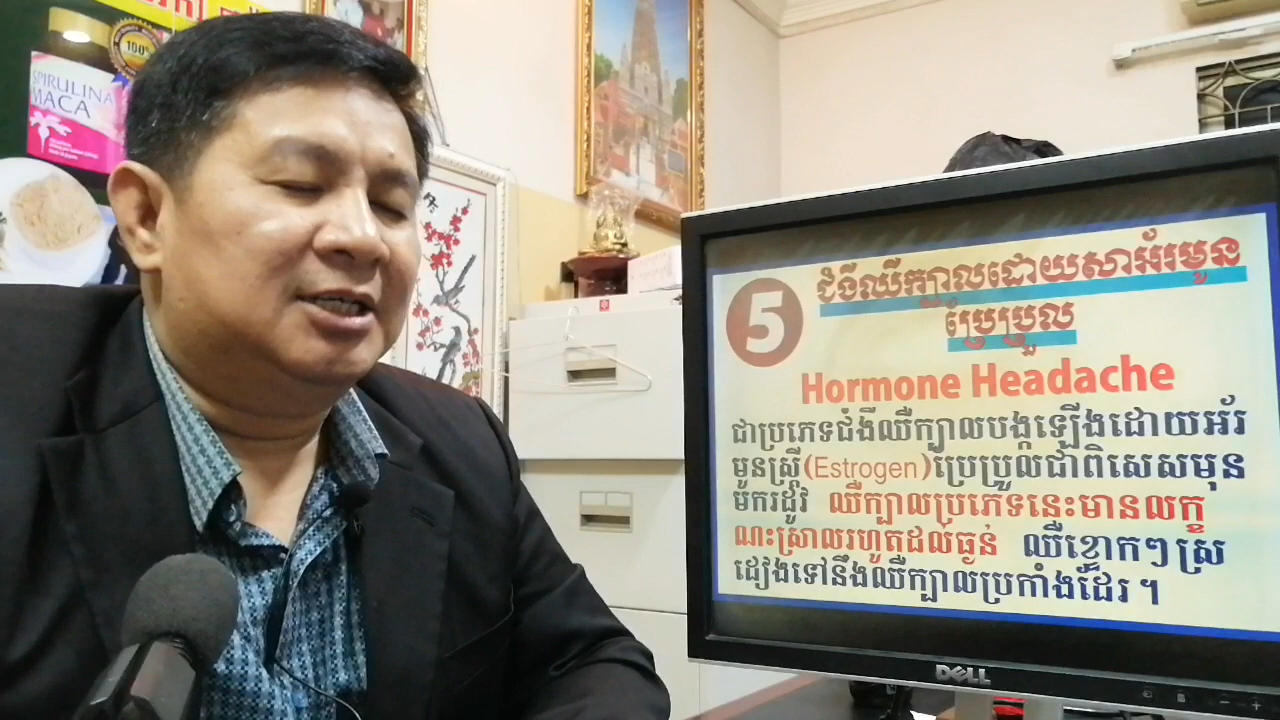 100%
SPIRULINA
MACA
5
ជំងឺឈឺក្បាលដោយសារអ័រមូន
ប្រែប្រួល
Hormone Headache
ជាប្រភេទជំងឺឈឺក្បាលបង្កឡើងដោយអ័រ
មូនស្ត្រី(Estrogen)ប្រែប្រួលជាពិសេសមុន
មករដូវ ឈឺក្បាលប្រភេទនេះមានលក្ខ
ណះស្រាលរហូតដល់ធ្ងន់ ឈឺខ្ទោកៗ ស្រ
ដៀងទៅនឹងឈឺក្បាលប្រកាំងដែរ ។
DELL